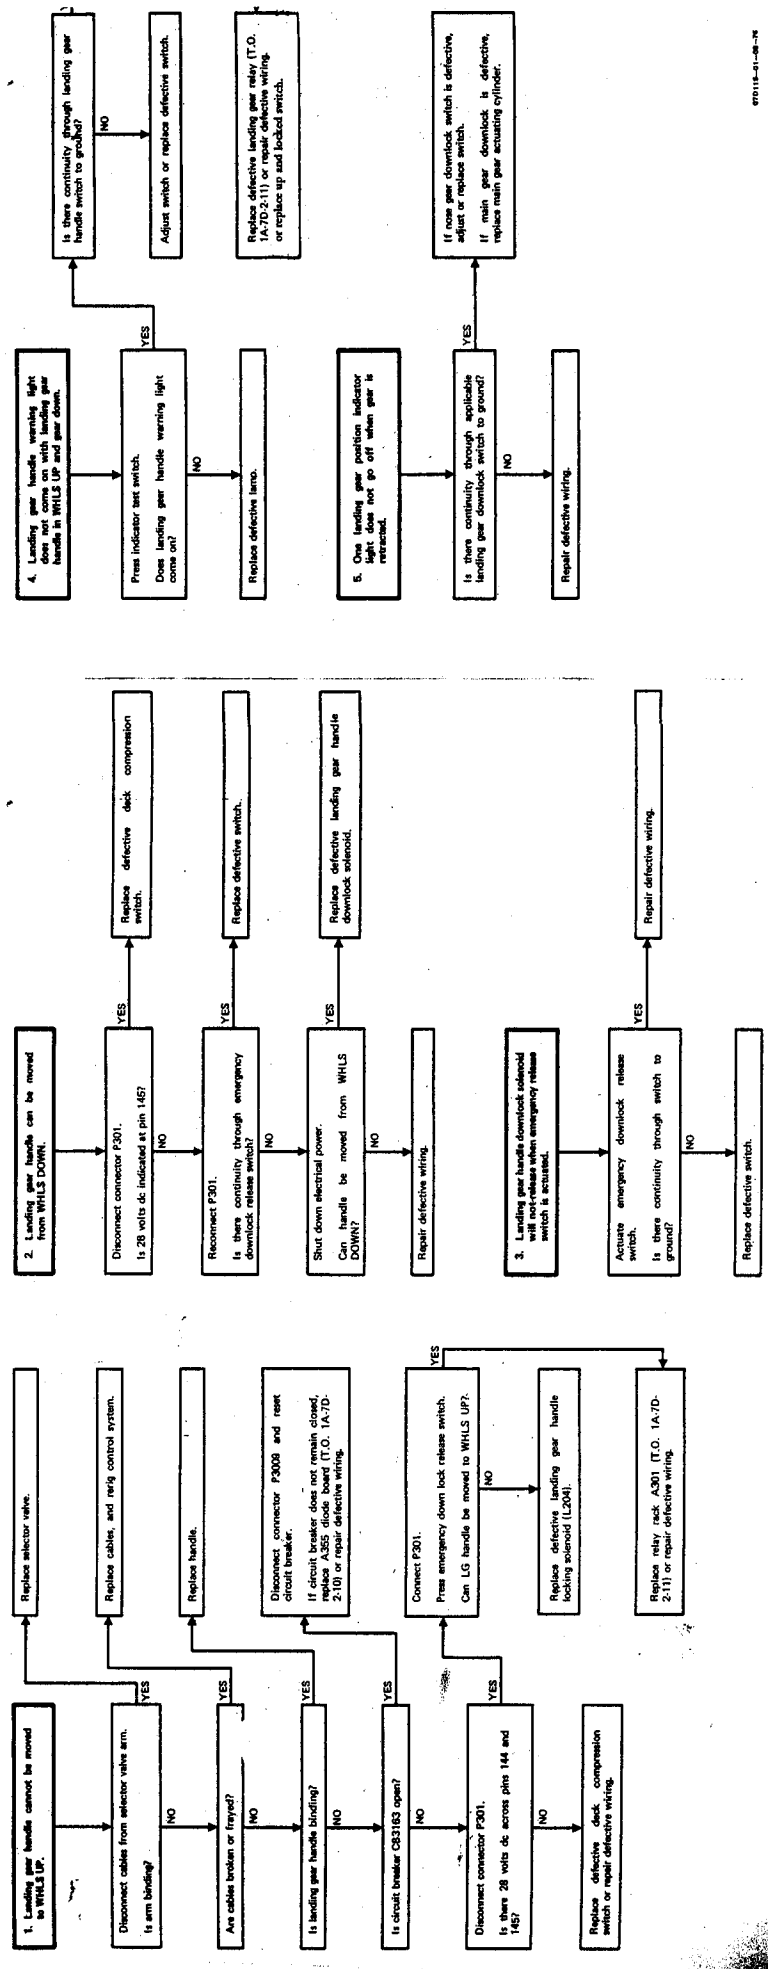 1. Landing gear handle cannot be moved
to WHLS UP.
Disconnect cables from selector valve arm.
Is arm binding?
YES
Replace selector valve.
NO
Are cables broken or frayed?
YES
Replace cables, and rerig control system.
NO
Is landing gear handle binding?
YES
Replace handle.
NO
Is circuit breaker CB3163 open?
YES
Disconnect connector P3009 and reset
circuit breaker.
If circuit breaker does not remain closed,
replace A355 diode board (T.O. 1A-7D-
2-10) or repair defective wiring.
NO
Disconnect connector P301.
Is there 28 volts dc across pins 144 and
145?
YES
Connect P301.
Press emergency down lock release switch.
Can LG handle be moved to WHLS UP?
YES
NO
Replace defective landing gear handle
locking solenoid (L204).
Replace relay rack A301 (T.O. 1A-7D-
2-11) or repair defective wiring.
NO
Replace defective deck compression
switch or repair defective wiring.
2. Landing gear handle can be moved
from WHLS DOWN.
Disconnect connector P301.
Is 28 volts dc indicated at pin 145?
YES
Replace defective deck compression
switch.
NO
Reconnect P301.
Is there continuity through emergency
downlock release switch?
YES
Replace defective switch.
NO
Shut down electrical power.
Can handle be moved from WHLS
DOWN?
YES
Replace defective landing gear handle
downlock solenoid.
NO
Repair defective wiring.
3. Landing gear handle downlock solenoid
will not release when emergency release
switch is actuated.
Actuate emergency downlock release
switch.
Is there continuity through switch to
ground?
YES
Repair defective wiring.
NO
Replace defective switch.
4. Landing gear handle warning light
does not come on with landing gear
handle in WHLS UP and gear down.
Press indicator test switch.
Does landing gear handle warning light
come on?
YES
Is there continuity through landing gear
handle switch to ground?
NO
Adjust switch or replace defective switch.
Replace defective landing gear relay (T.O.
1A-7D-2-11) or repair defective wiring.
or replace up and locked switch.
NO
Replace defective lamp.
5. One landing gear position indicator
light does not go off when gear is
retracted.
Is there continuity through applicable
landing gear downlock switch to ground?
YES
If nose gear downlock switch is defective,
adjust or replace switch.
If main gear downlock is defective,
replace main gear actuating cylinder.
NO
Repair defective wiring.